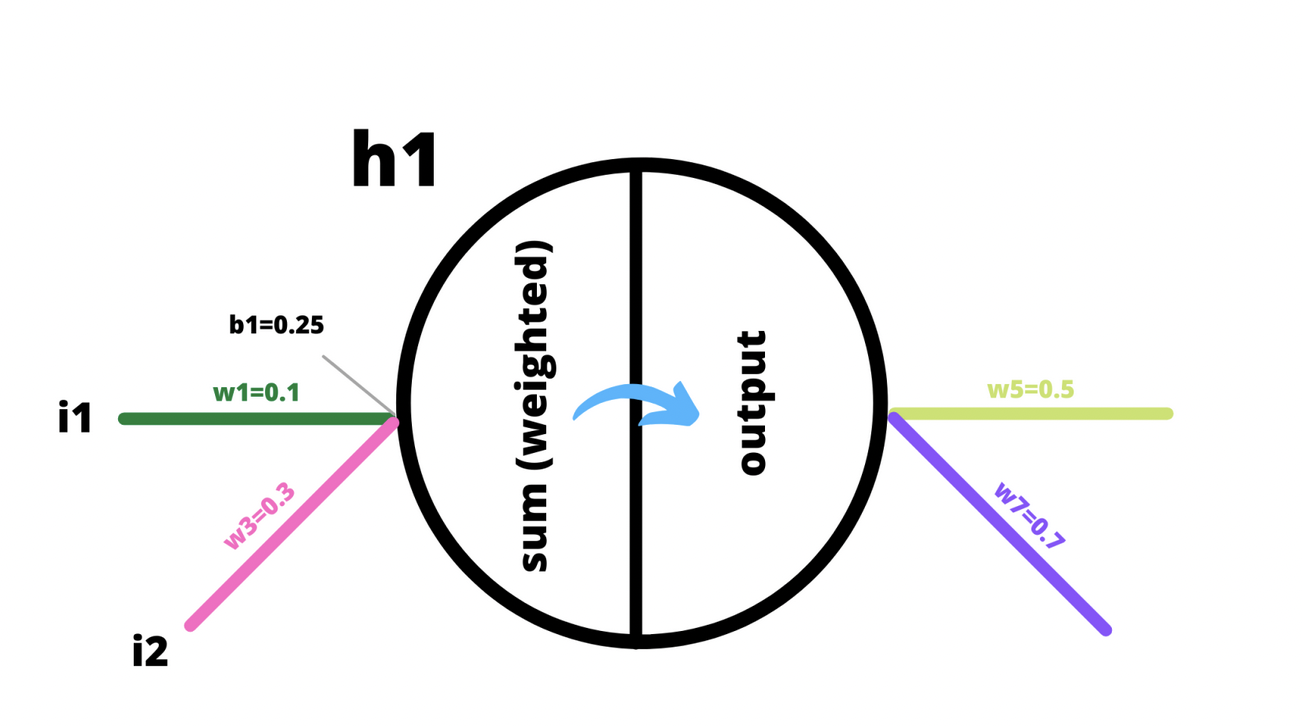 h1
b1=0.25
w1=0.1
i1
w3=0.3
i2
sum (weighted)
output
w5=0.5
w7=0.7